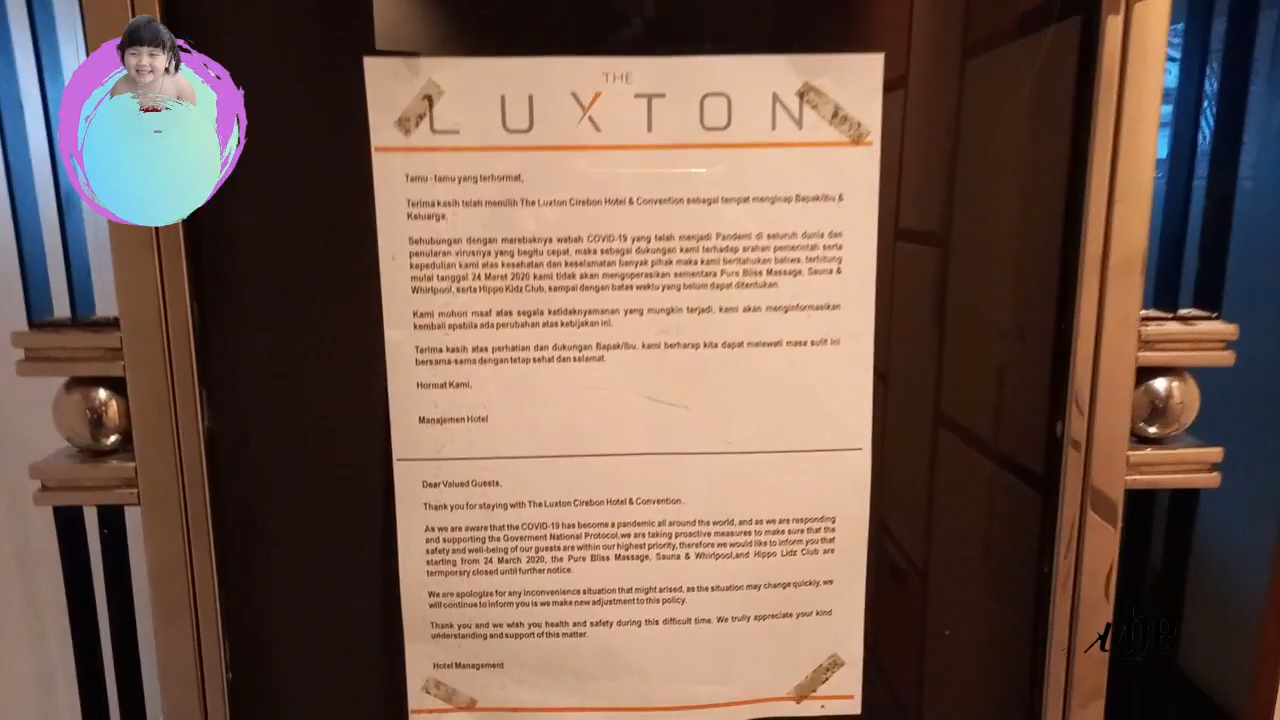 THE
LUXTON
Tamu - tamu yang terhormat,
Terima kasih telah memilih The Luxton Cirebon Hotel & Convention sebagai tempat menginap Bapak/Ibu &
Keluarga.
Sehubungan dengan merebaknya wabah COVID-19 yang telah menjadi Pandemi di seluruh dunia dan
penularan virusnya yang begitu cepat, maka sebagai dukungan kami terhadap arahan pemerintah serta
kepedulian kami atas kesehatan dan keselamatan banyak pihak maka kami beritahukan bahwa, terhitung
mulai tanggal 24 Maret 2020 kami tidak akan mengoperasikan sementara Pure Bliss Massage, Sauna &
Whirlpool, serta Hippo Kidz Club, sampai dengan batas waktu yang belum dapat ditentukan.
Kami mohon maaf atas segala ketidaknyamanan yang mungkin terjadi, kami akan menginformasikan
kembali apabila ada perubahan atas kebijakan ini.
Terima kasih atas perhatian dan dukungan Bapak/Ibu, kami berharap kita dapat melewati masa sulit ini
bersama-sama dengan tetap sehat dan selamat.
Hormat Kami,
Manajemen Hotel
Dear Valued Guests,
Thank you for staying with The Luxton Cirebon Hotel & Convention.
As we are aware that the COVID-19 has become a pandemic all around the world, and as we are responding
and supporting the Goverment National Protocol,we are taking proactive measures to make sure that the
safety and well-being of our guests are within our highest priority, therefore we would like to inform you that
starting from 24 March 2020, the Pure Bliss Massage, Sauna & Whirlpool,and Hippo Lidz Club are
termporary closed until further notice.
We are apologize for any inconvenience situation that might arised, as the situation may change quickly, we
will continue to inform you is we make new adjustment to this policy.
Thank you and we wish you health and safety during this difficult time. We trully appreciate your kind
understanding and support of this matter.
Hotel Management